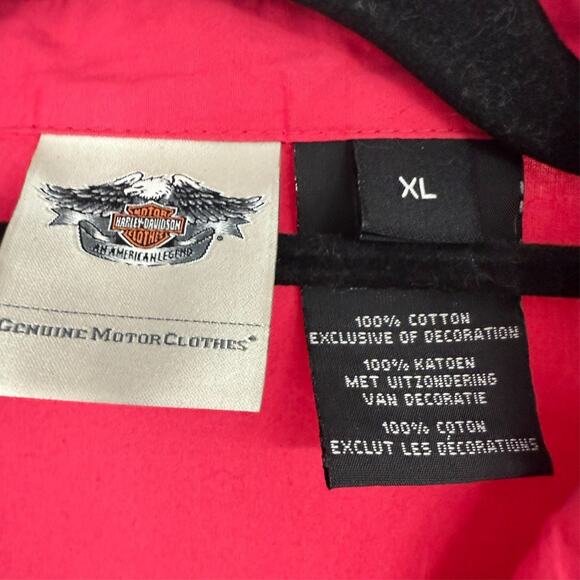 MOTOR
HARLEY-DAVIDSON
CLOTHES
AN AMERICAN LEGEND
®
GENUINE MOTORCLOTHES®
XL
100% COTTON
EXCLUSIVE OF DECORATION
100% KATOEN
MET UITZONDERING
VAN DECORATIE
100% COTON
EXCLUT LES DÉCORATIONS